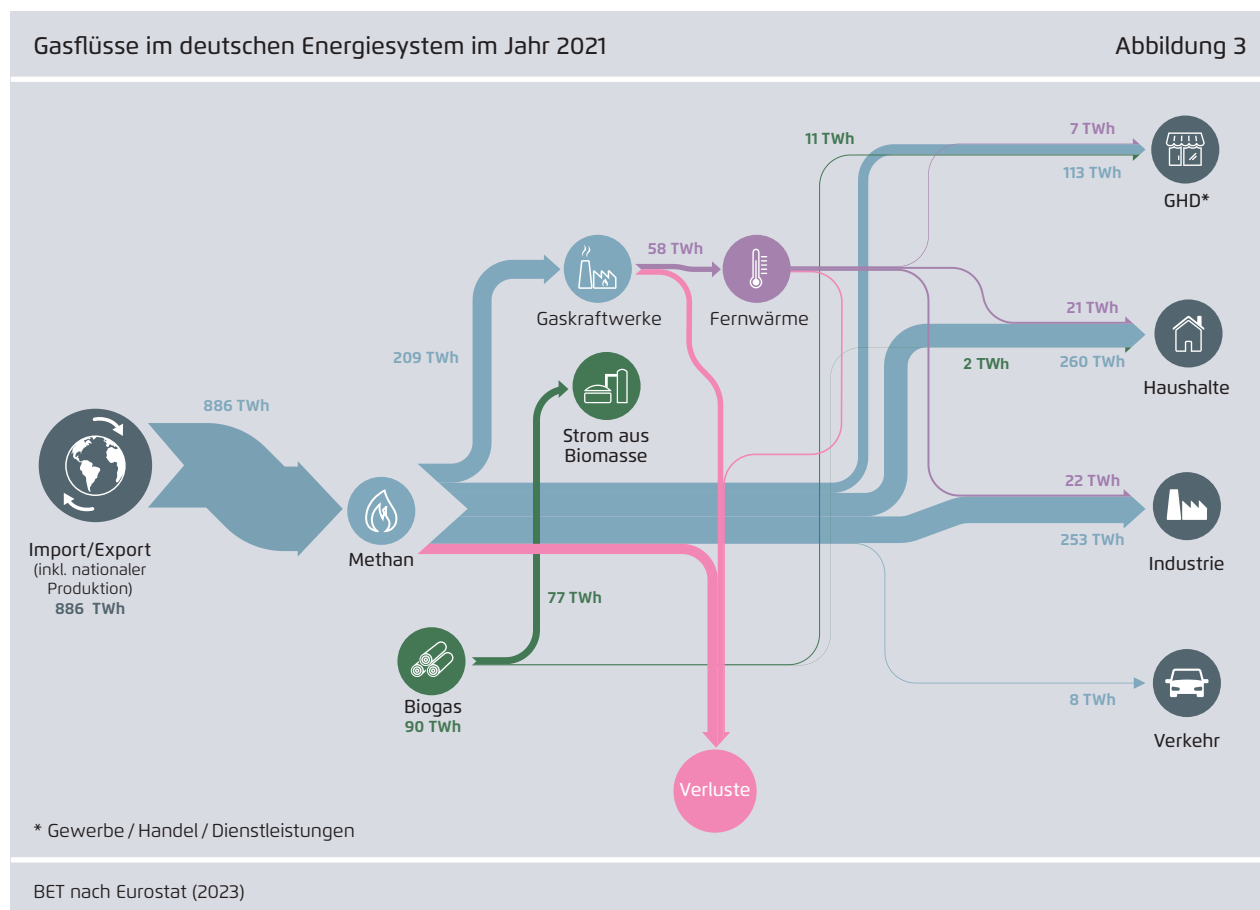 Gasflüsse im deutschen Energiesystem im Jahr 2021
Abbildung 3
11 TWh
7 TWh
113 TWh
GHD*
58 TWh
Gaskraftwerke
Fernwärme
209 TWh
21 TWh
2 TWh
260 TWh
Haushalte
886 TWh
Strom aus
Biomasse
22 TWh
253 TWh
Industrie
Import/Export
(inkl. nationaler
Produktion)
886 TWh
Methan
77 TWh
Biogas
90 TWh
8 TWh
Verkehr
Verluste
* Gewerbe / Handel / Dienstleistungen
BET nach Eurostat (2023)